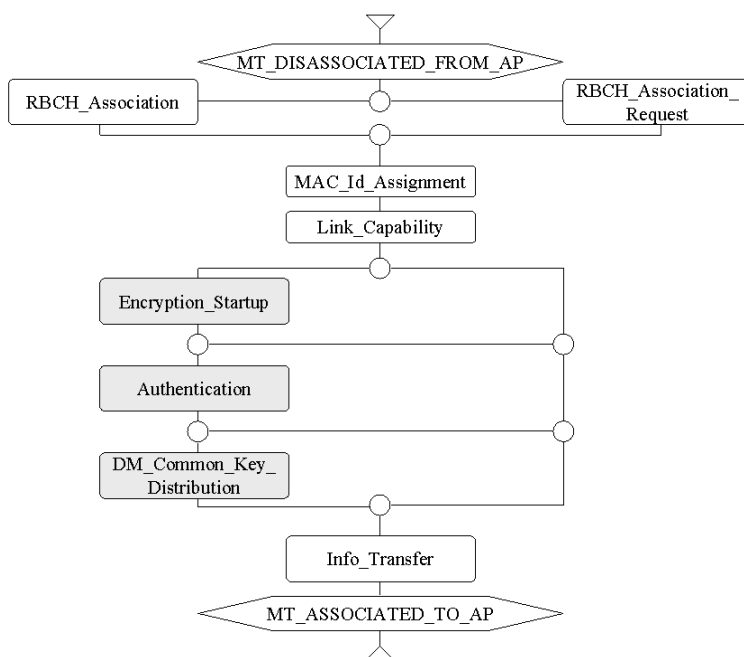 MT_DISASSOCIATED_FROM_AP
RBCH_Association
RBCH_Association_
Request
MAC_Id_Assignment
Link_Capability
Encryption_Startup
Authentication
DM_Common_Key_
Distribution
Info_Transfer
MT_ASSOCIATED_TO_AP